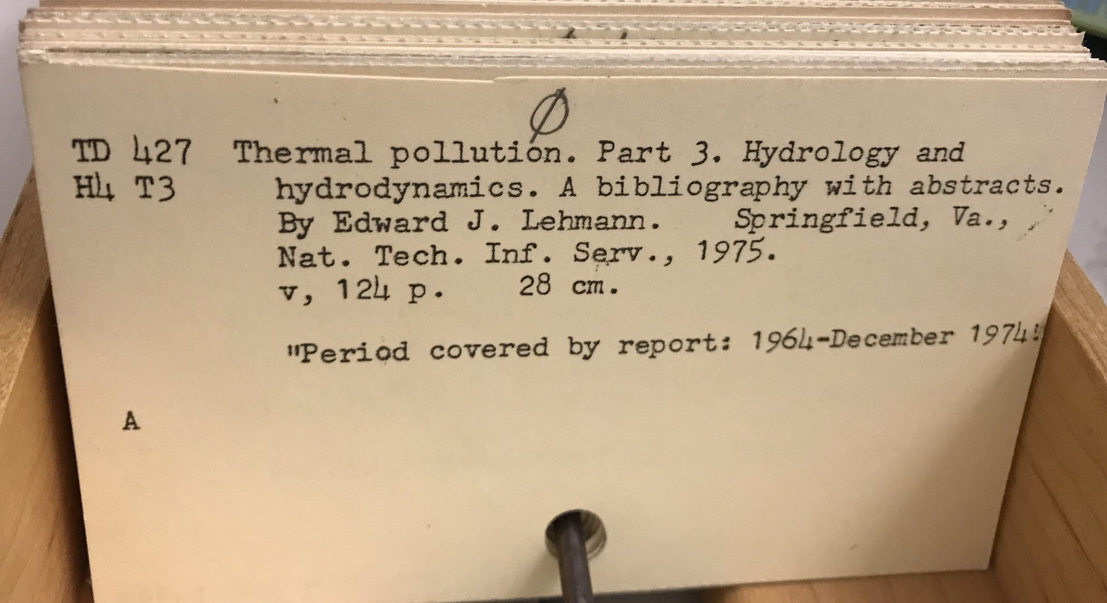 Ø
TD 427 Thermal pollution. Part 3. Hydrology and
H4 T3 hydrodynamics. A bibliography with abstracts.
By Edward J. Lehmann. Springfield, Va.,
Nat. Tech. Inf. Serv., 1975.
v, 124 p. 28 cm.
"Period covered by report: 1964-December 1974"
A